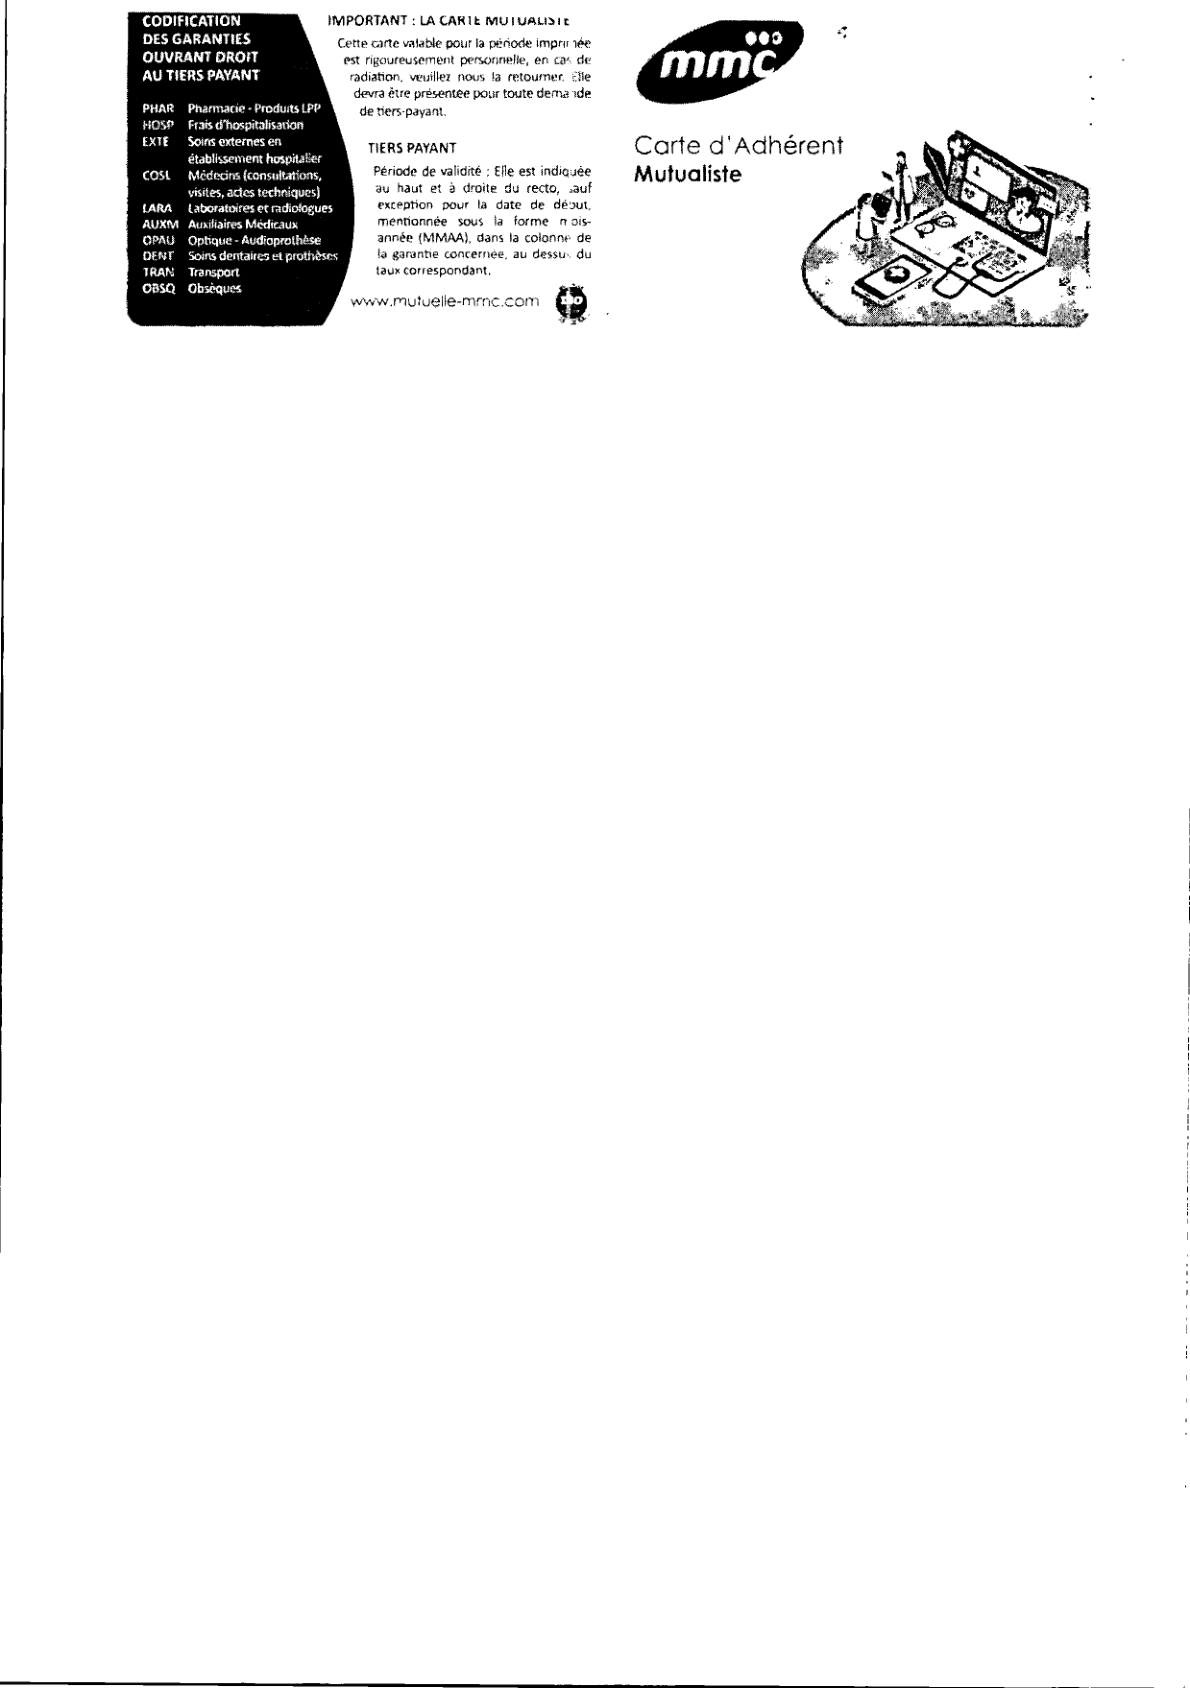 CODIFICATION
DES GARANTIES
OUVRANT DROIT
AU TIERS PAYANT
PHAR Pharmacie - Produits LPP
HOSP Frais d'hospitalisation
EXTE Soins externes en
établissement hospitalier
COSL Médecins (consultations,
visites, actes techniques)
LARA Laboratoires et radiologues
AUXM Auxiliaires Médicaux
OPAU Optique - Audioprothèse
DENT Soins dentaires et prothèses
TRAN Transport
OBSQ Obsèques
IMPORTANT : LA CARTE MUTUALISTE
Cette carte valable pour la période imprimée
est rigoureusement personnelle, en cas de
radiation, veuillez nous la retourner. Elle
devra être présentée pour toute demande
de tiers-payant.
TIERS PAYANT
Période de validité : Elle est indiquée
au haut et à droite du recto, sauf
exception pour la date de début,
mentionnée sous la forme mois-
année (MMAA), dans la colonne de
la garantie concernée, au dessus du
taux correspondant.
www.mutuelle-mmc.com
mmc
Carte d'Adhérent
Mutualiste